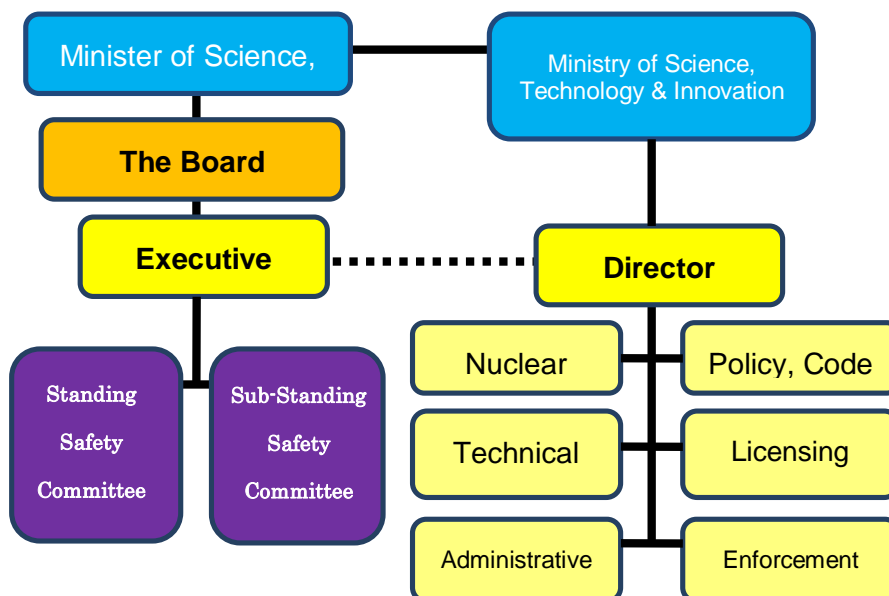 Minister of Science,
Ministry of Science,
Technology & Innovation
The Board
Executive
Director
Standing
Safety
Committee
Sub-Standing
Safety
Committee
Nuclear
Policy, Code
Technical
Licensing
Administrative
Enforcement